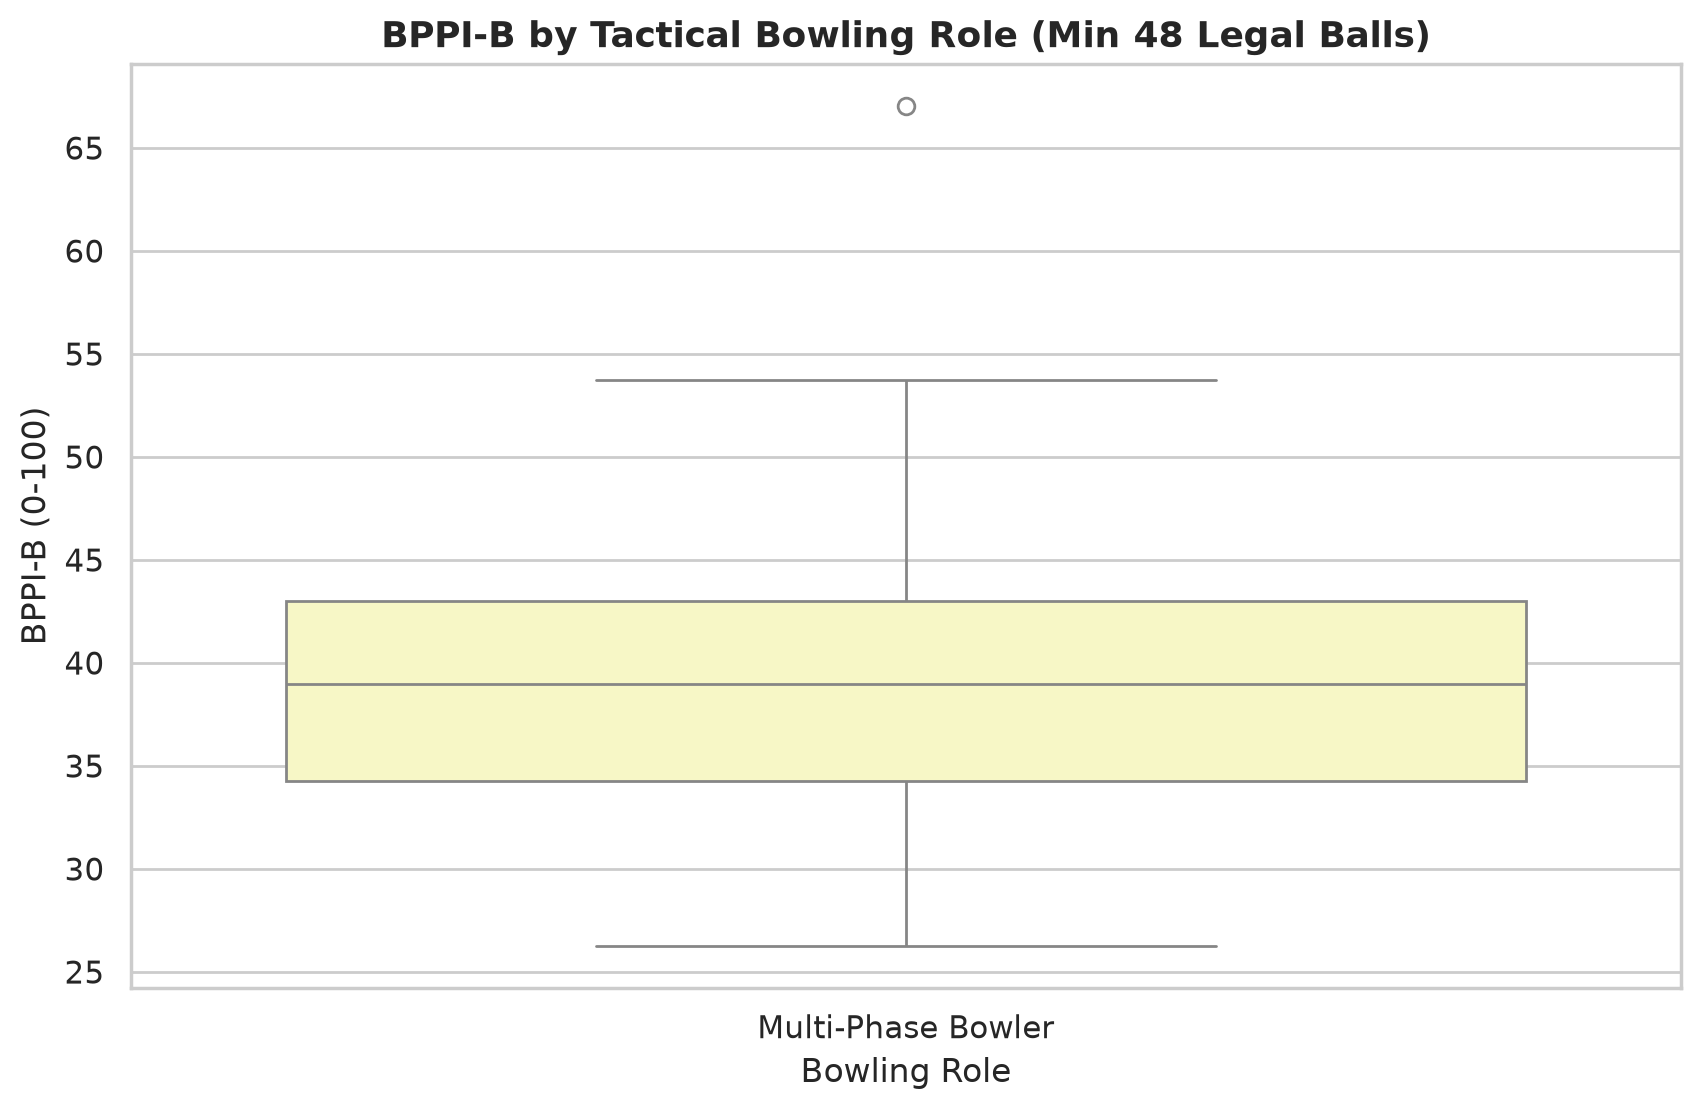 BPPI-B by Tactical Bowling Role (Min 48 Legal Balls)
BPPI-B (0-100)
65
60
55
50
45
40
35
30
25
Multi-Phase Bowler
Bowling Role